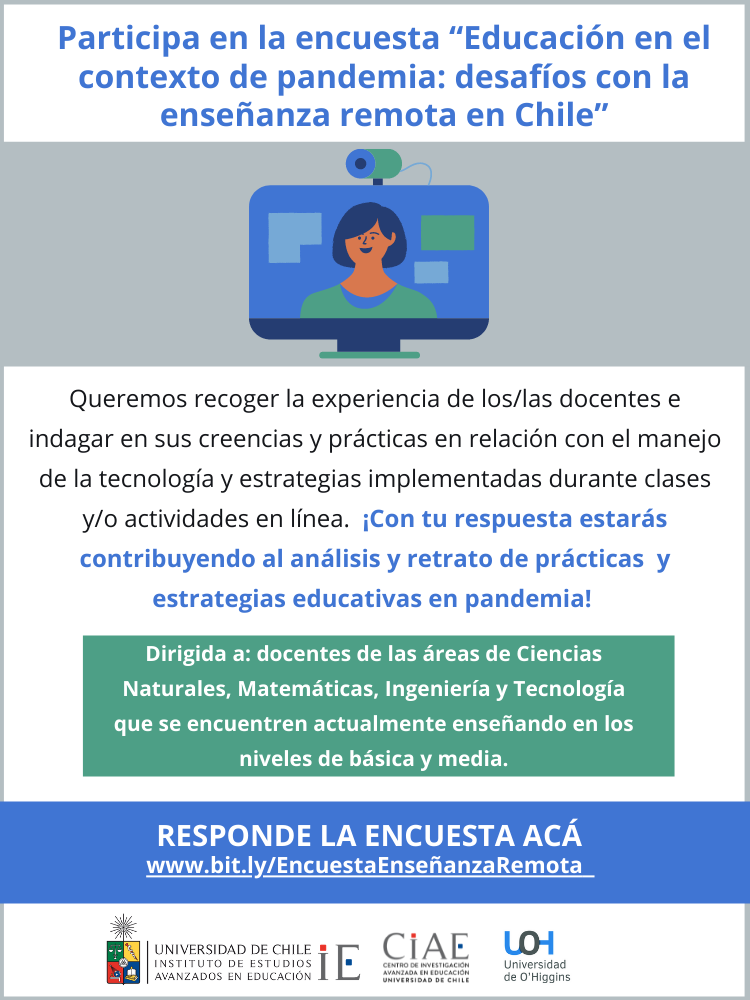 Participa en la encuesta “Educación en el
contexto de pandemia: desafíos con la
enseñanza remota en Chile”
Queremos recoger la experiencia de los/las docentes e
indagar en sus creencias y prácticas en relación con el manejo
de la tecnología y estrategias implementadas durante clases
y/o actividades en línea. ¡Con tu respuesta estarás
contribuyendo al análisis y retrato de prácticas y
estrategias educativas en pandemia!
Dirigida a: docentes de las áreas de Ciencias
Naturales, Matemáticas, Ingeniería y Tecnología
que se encuentren actualmente enseñando en los
niveles de básica y media.
RESPONDE LA ENCUESTA ACÁ
www.bit.ly/EncuestaEnseñanzaRemota
UNIVERSIDAD DE CHILE
INSTITUTO DE ESTUDIOS
AVANZADOS EN EDUCACIÓN
iE
CiAE
CENTRO DE INVESTIGACIÓN
AVANZADA EN EDUCACIÓN
UNIVERSIDAD DE CHILE
UOH
Universidad
de O'Higgins